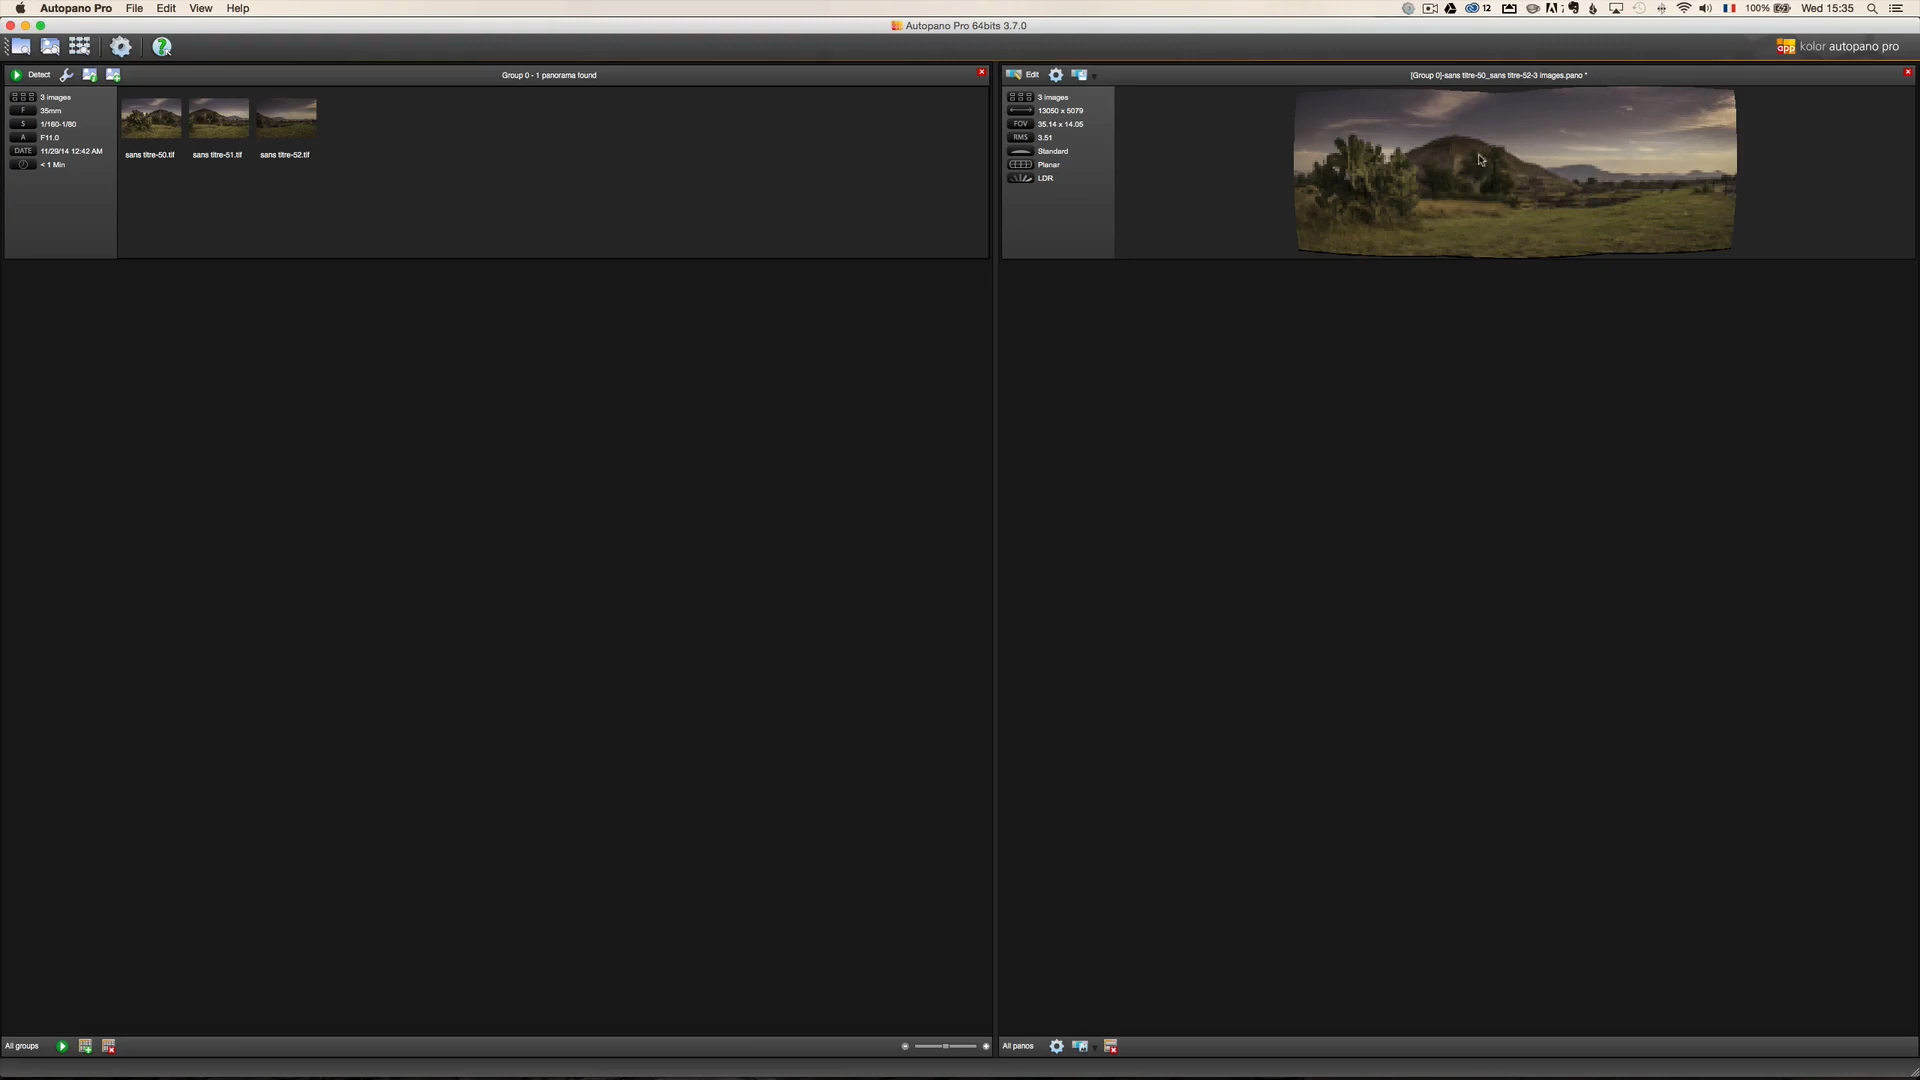 Autopano Pro File Edit View Help 12 100% Wed 15:35
Autopano Pro 64bits 3.7.0
app kolor autopano pro
Detect Group 0 - 1 panorama found
3 images
F 35mm
S 1/160-1/80
A F11.0
DATE 11/29/14 12:42 AM
< 1 Min
sans titre-50.tif sans titre-51.tif sans titre-52.tif
Edit [Group 0]-sans titre-50_sans titre-52-3 images.pano *
3 images
13050 x 5079
FOV 35.14 x 14.05
RMS 3.51
Standard
Planar
LDR
All groups
All panos